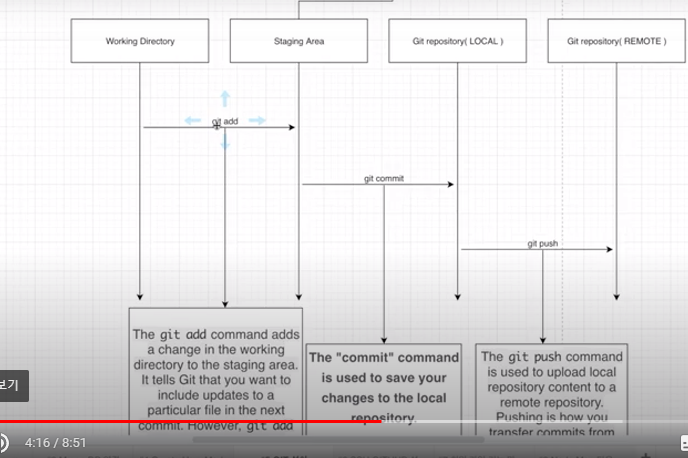 Working Directory
Staging Area
Git repository( LOCAL )
Git repository( REMOTE )
git add
git commit
git push
The git add command adds
a change in the working
directory to the staging area.
It tells Git that you want to
include updates to a
particular file in the next
commit. However, git add
The "commit" command
is used to save your
changes to the local
repository.
The git push command
is used to upload local
repository content to a
remote repository.
Pushing is how you
transfer commits from
보기
4:16 / 8:51